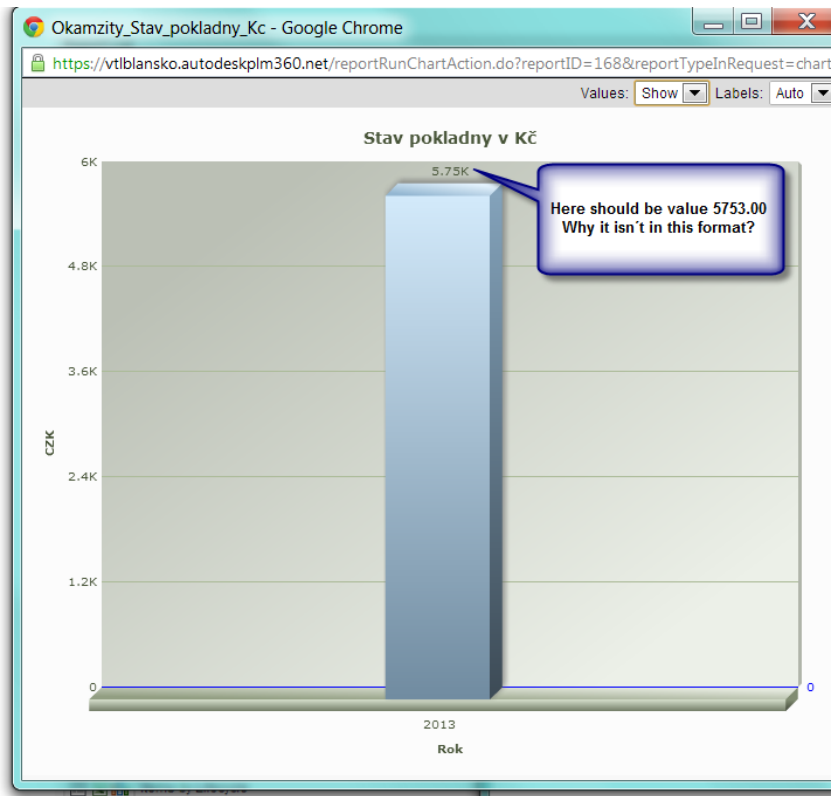 Okamzity_Stav_pokladny_Kc - Google Chrome
https://vtlblansko.autodeskplm360.net/reportRunChartAction.do?reportID=168&reportTypeInRequest=chart
Values: Show Labels: Auto
Stav pokladny v Kč
6K
5.75K
Here should be value 5753.00
Why it isn´t in this format?
4.8K
3.6K
CZK
2.4K
1.2K
0
0
2013
Rok